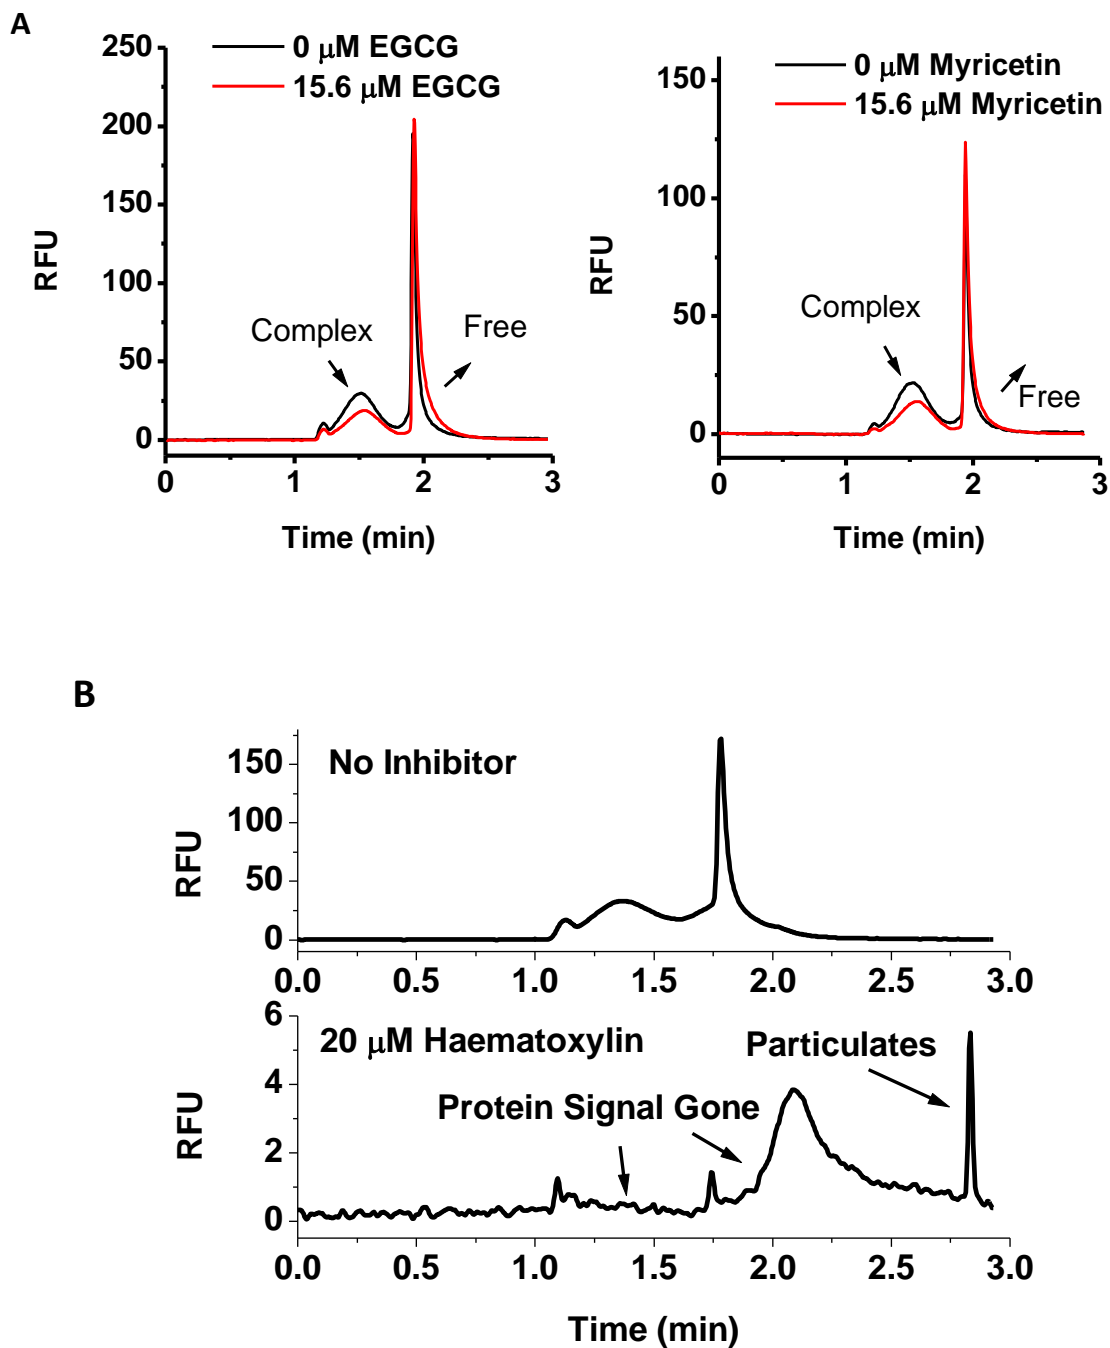 A
0 μM EGCG
15.6 μM EGCG
250
200
150
100
50
0
RFU
Complex
Free
0
1
2
3
Time (min)
0 μM Myricetin
15.6 μM Myricetin
150
100
50
0
RFU
Complex
Free
0
1
2
3
Time (min)
B
No Inhibitor
150
100
50
0
RFU
0.0 0.5 1.0 1.5 2.0 2.5 3.0
20 μM Haematoxylin
Particulates
Protein Signal Gone
6
4
2
0
RFU
0.0 0.5 1.0 1.5 2.0 2.5 3.0
Time (min)